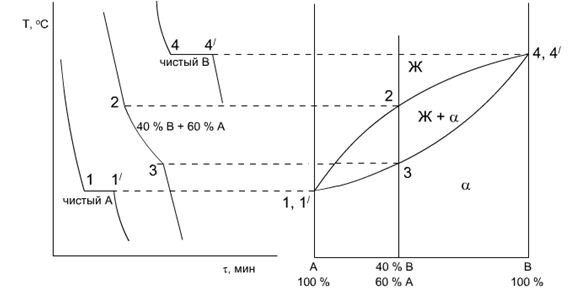 T, ºC
4 4/
чистый В
2
40 % В + 60 % А
3
1 1/
чистый А
τ, мин
Ж
4, 4/
2
Ж + α
3
α
1, 1/
А
100 %
40 % В
60 % А
В
100 %